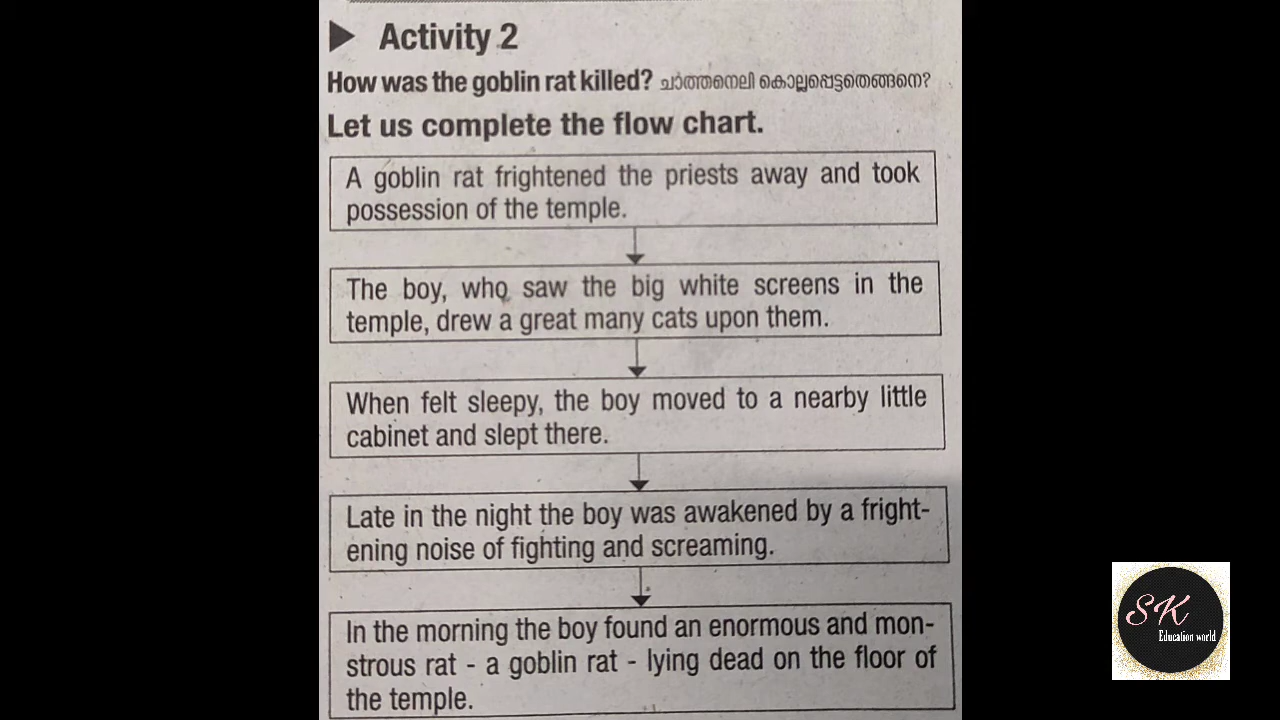 Activity 2
How was the goblin rat killed? ചാത്തനെലി കൊല്ലപ്പെട്ടതെങ്ങനെ?
Let us complete the flow chart.
A goblin rat frightened the priests away and took
possession of the temple.
The boy, who saw the big white screens in the
temple, drew a great many cats upon them.
When felt sleepy, the boy moved to a nearby little
cabinet and slept there.
Late in the night the boy was awakened by a fright-
ening noise of fighting and screaming.
In the morning the boy found an enormous and mon-
strous rat - a goblin rat - lying dead on the floor of
the temple.
SK
Education world